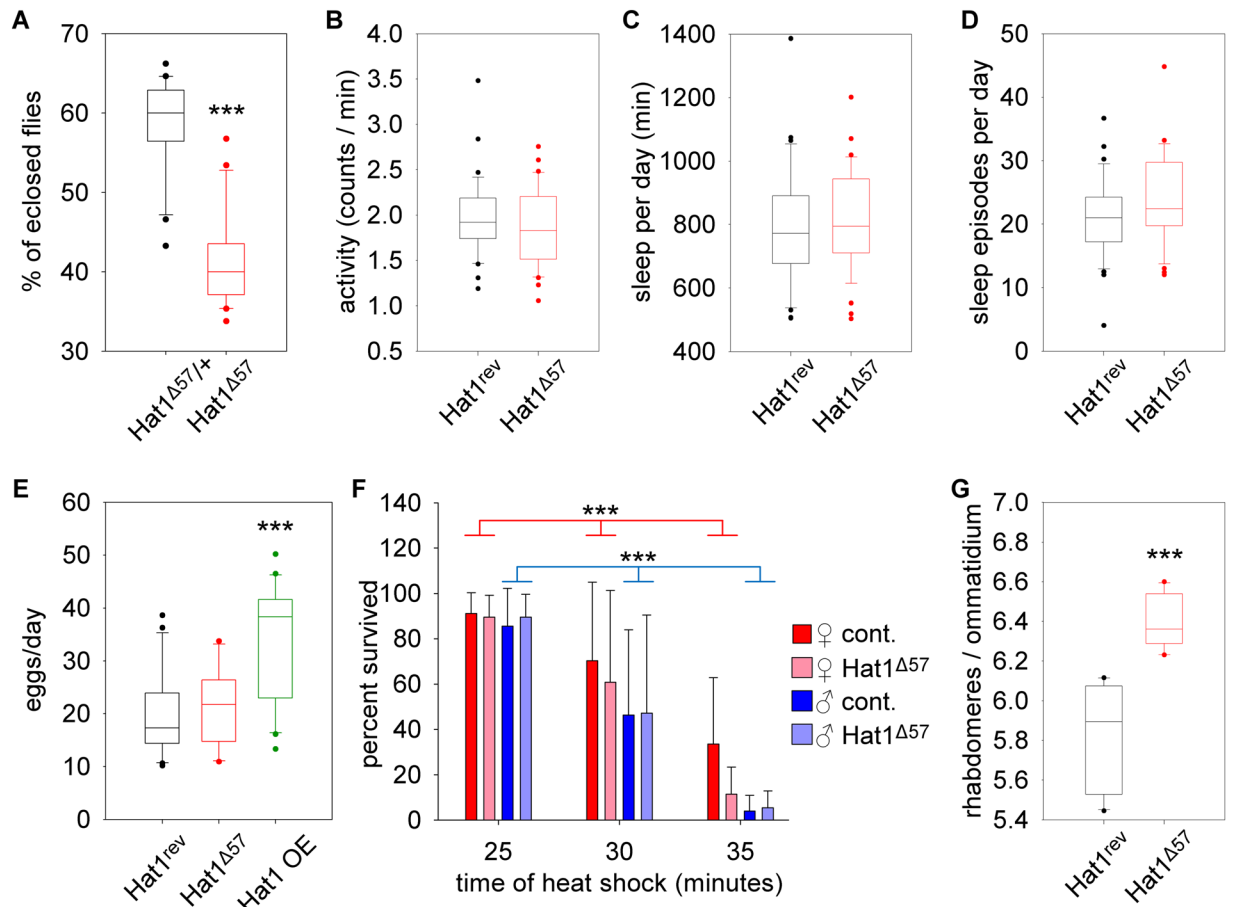 A
% of eclosed flies
70
60
50
40
30
***
Hat1Δ57/+
Hat1Δ57
B
activity (counts / min)
4.0
3.5
3.0
2.5
2.0
1.5
1.0
0.5
Hat1rev
Hat1Δ57
C
sleep per day (min)
1400
1200
1000
800
600
400
Hat1rev
Hat1Δ57
D
sleep episodes per day
50
40
30
20
10
0
Hat1rev
Hat1Δ57
E
eggs/day
60
50
40
30
20
10
0
***
Hat1rev
Hat1Δ57
Hat1 OE
F
percent survived
140
120
100
80
60
40
20
0
***
***
25
30
35
time of heat shock (minutes)
♀ cont.
♀ Hat1Δ57
♂ cont.
♂ Hat1Δ57
G
rhabdomeres / ommatidium
7.0
6.8
6.6
6.4
6.2
6.0
5.8
5.6
5.4
***
Hat1rev
Hat1Δ57